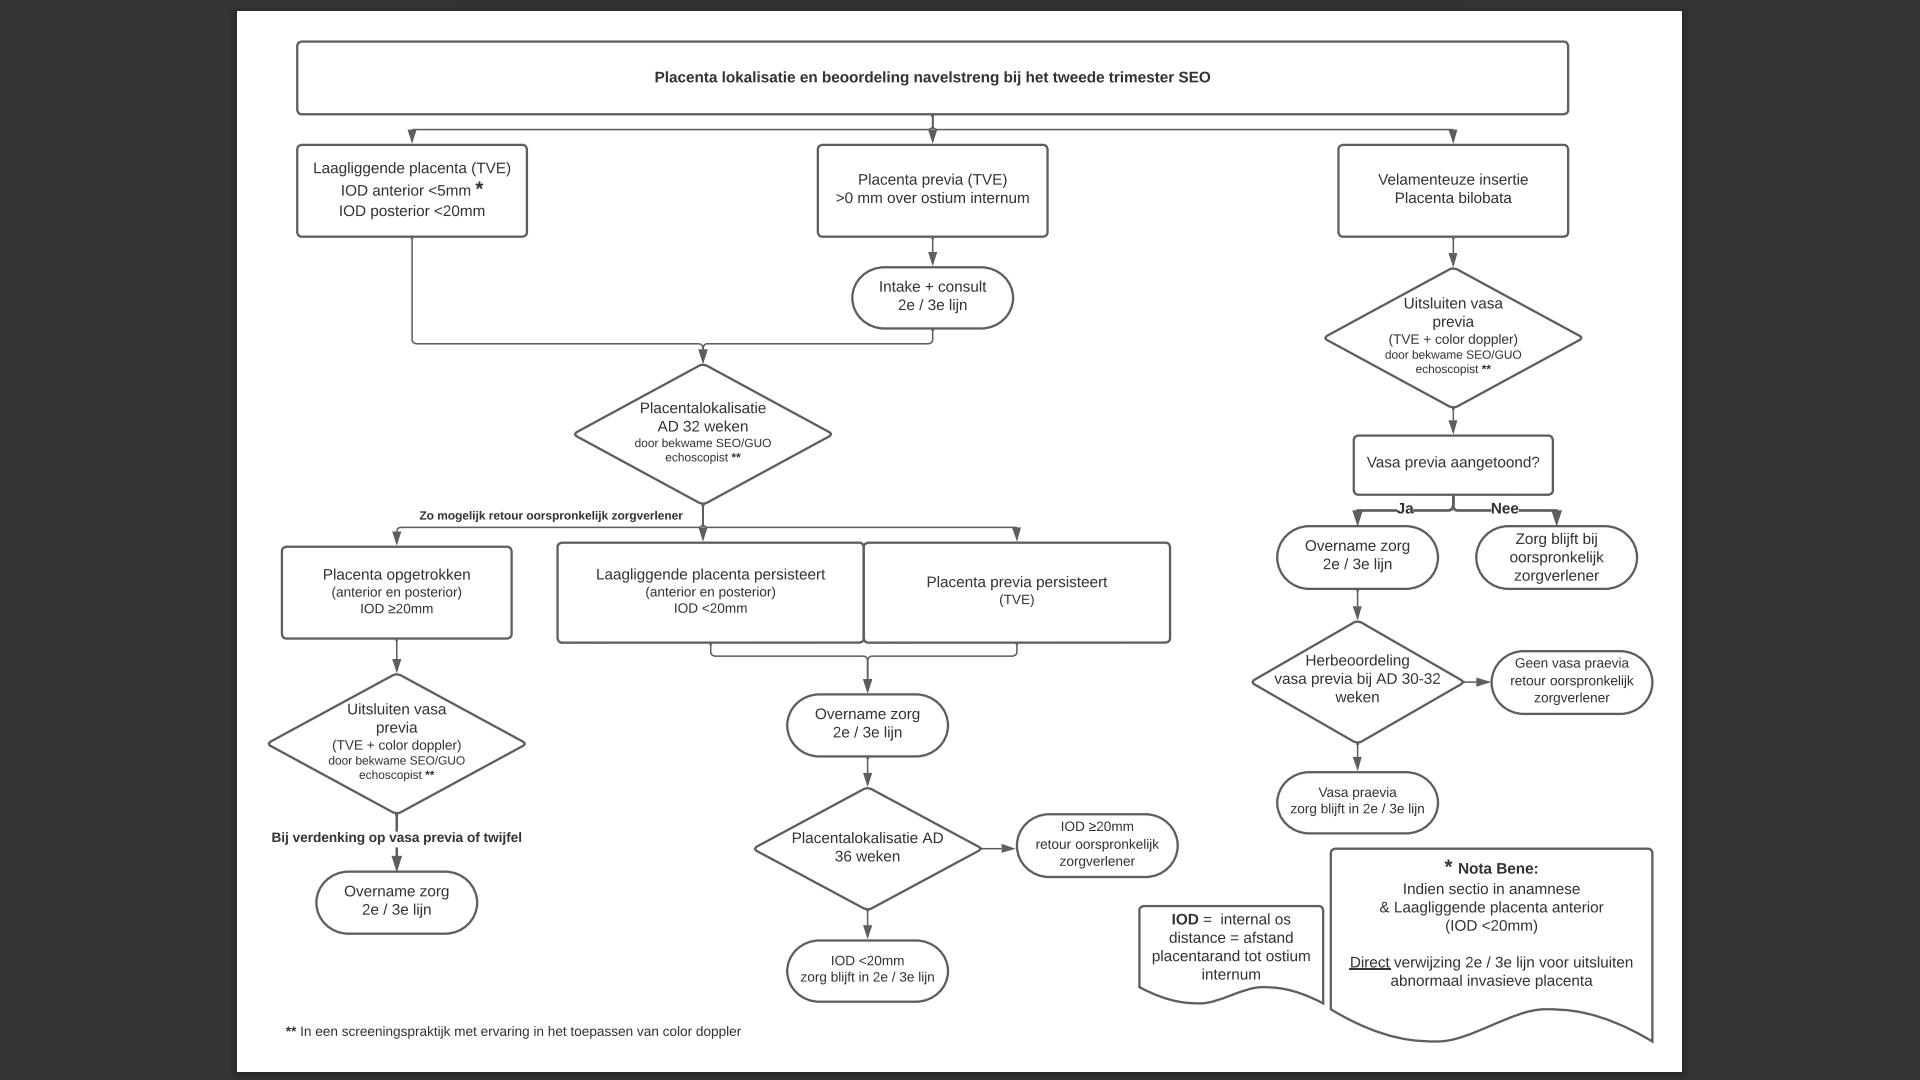 Placenta lokalisatie en beoordeling navelstreng bij het tweede trimester SEO
Laagliggende placenta (TVE)
IOD anterior <5mm *
IOD posterior <20mm
Placenta previa (TVE)
>0 mm over ostium internum
Velamenteuze insertie
Placenta bilobata
Intake + consult
2e / 3e lijn
Uitsluiten vasa
previa
(TVE + color doppler)
door bekwame SEO/GUO
echoscopist **
Placentalokalisatie
AD 32 weken
door bekwame SEO/GUO
echoscopist **
Vasa previa aangetoond?
Ja
Nee
Zo mogelijk retour oorspronkelijk zorgverlener
Overname zorg
2e / 3e lijn
Zorg blijft bij
oorspronkelijk
zorgverlener
Placenta opgetrokken
(anterior en posterior)
IOD ≥20mm
Laagliggende placenta persisteert
(anterior en posterior)
IOD <20mm
Placenta previa persisteert
(TVE)
Herbeoordeling
vasa previa bij AD 30-32
weken
Geen vasa praevia
retour oorspronkelijk
zorgverlener
Uitsluiten vasa
previa
(TVE + color doppler)
door bekwame SEO/GUO
echoscopist **
Overname zorg
2e / 3e lijn
Vasa praevia
zorg blijft in 2e / 3e lijn
Bij verdenking op vasa previa of twijfel
Placentalokalisatie AD
36 weken
IOD ≥20mm
retour oorspronkelijk
zorgverlener
Overname zorg
2e / 3e lijn
IOD <20mm
zorg blijft in 2e / 3e lijn
IOD = internal os
distance = afstand
placentarand tot ostium
internum
* Nota Bene:
Indien sectio in anamnese
& Laagliggende placenta anterior
(IOD <20mm)
Direct verwijzing 2e / 3e lijn voor uitsluiten
abnormaal invasieve placenta
** In een screeningspraktijk met ervaring in het toepassen van color doppler